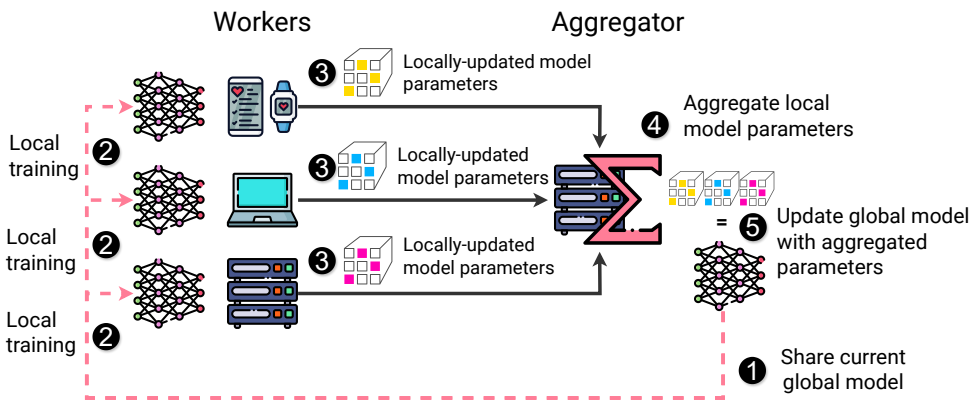 Workers
Aggregator
3
Locally-updated model
parameters
4
Aggregate local
model parameters
Local
training
2
3
Locally-updated
model parameters
=
5
Update global model
with aggregated
parameters
Local
training
2
3
Locally-updated
model parameters
Local
training
2
1
Share current
global model